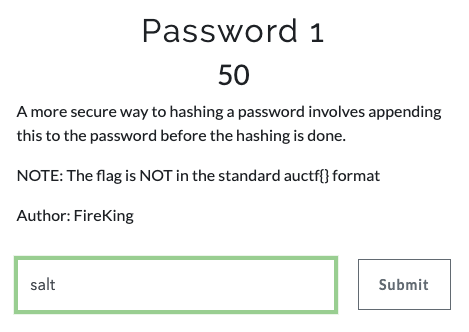 Password 1
50
A more secure way to hashing a password involves appending
this to the password before the hashing is done.
NOTE: The flag is NOT in the standard auctf{} format
Author: FireKing
salt
Submit